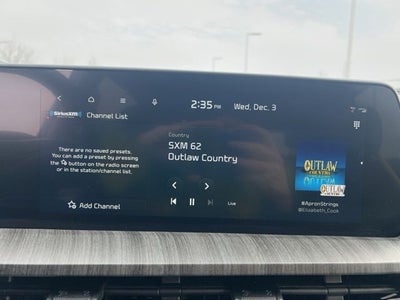 2:35 PM Wed, Dec, 3
SiriusXM Channel List
Country
SXM 62
Outlaw Country
There are no saved presets.
You can add a preset by pressing
the button on the radio screen
or in the station/channel list.
Add Channel
Live
OUTLAW
COUNTRY
OUTLAW
#ApronStrings
@Elizabeth_Cook